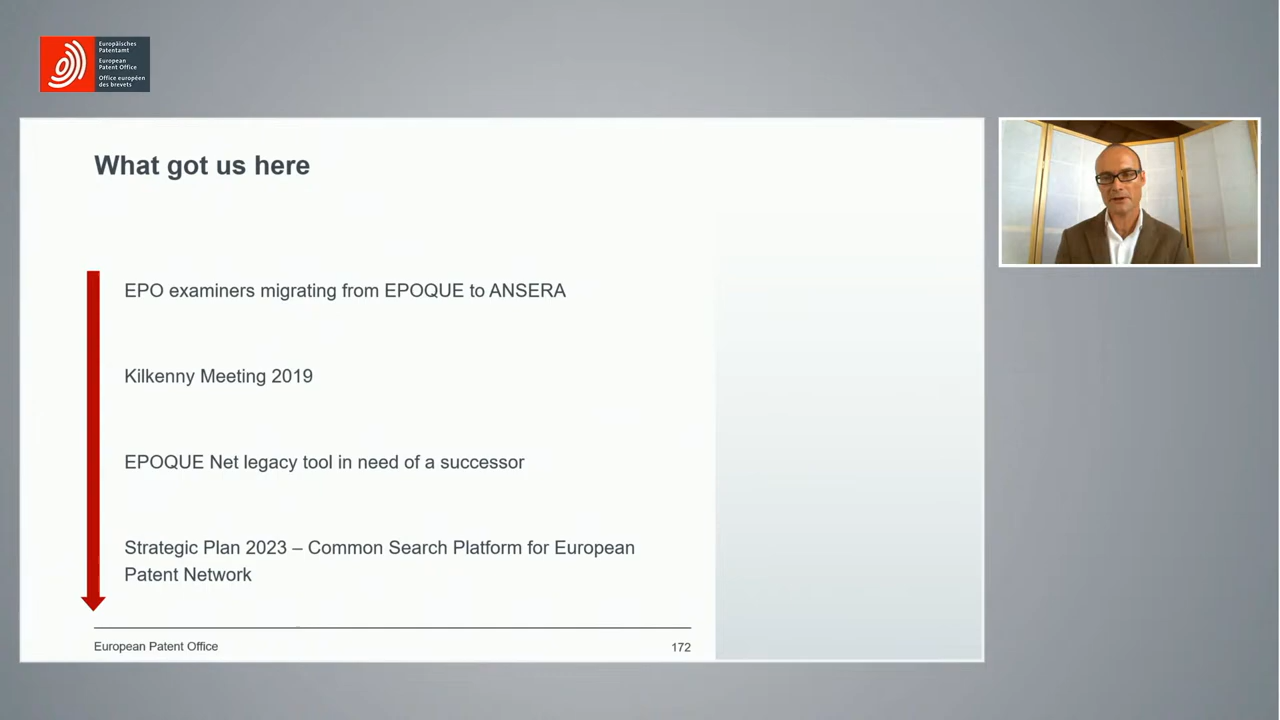 Europäisches
Patentamt
European
Patent Office
Office européen
des brevets
What got us here
EPO examiners migrating from EPOQUE to ANSERA
Kilkenny Meeting 2019
EPOQUE Net legacy tool in need of a successor
Strategic Plan 2023 – Common Search Platform for European
Patent Network
European Patent Office
172